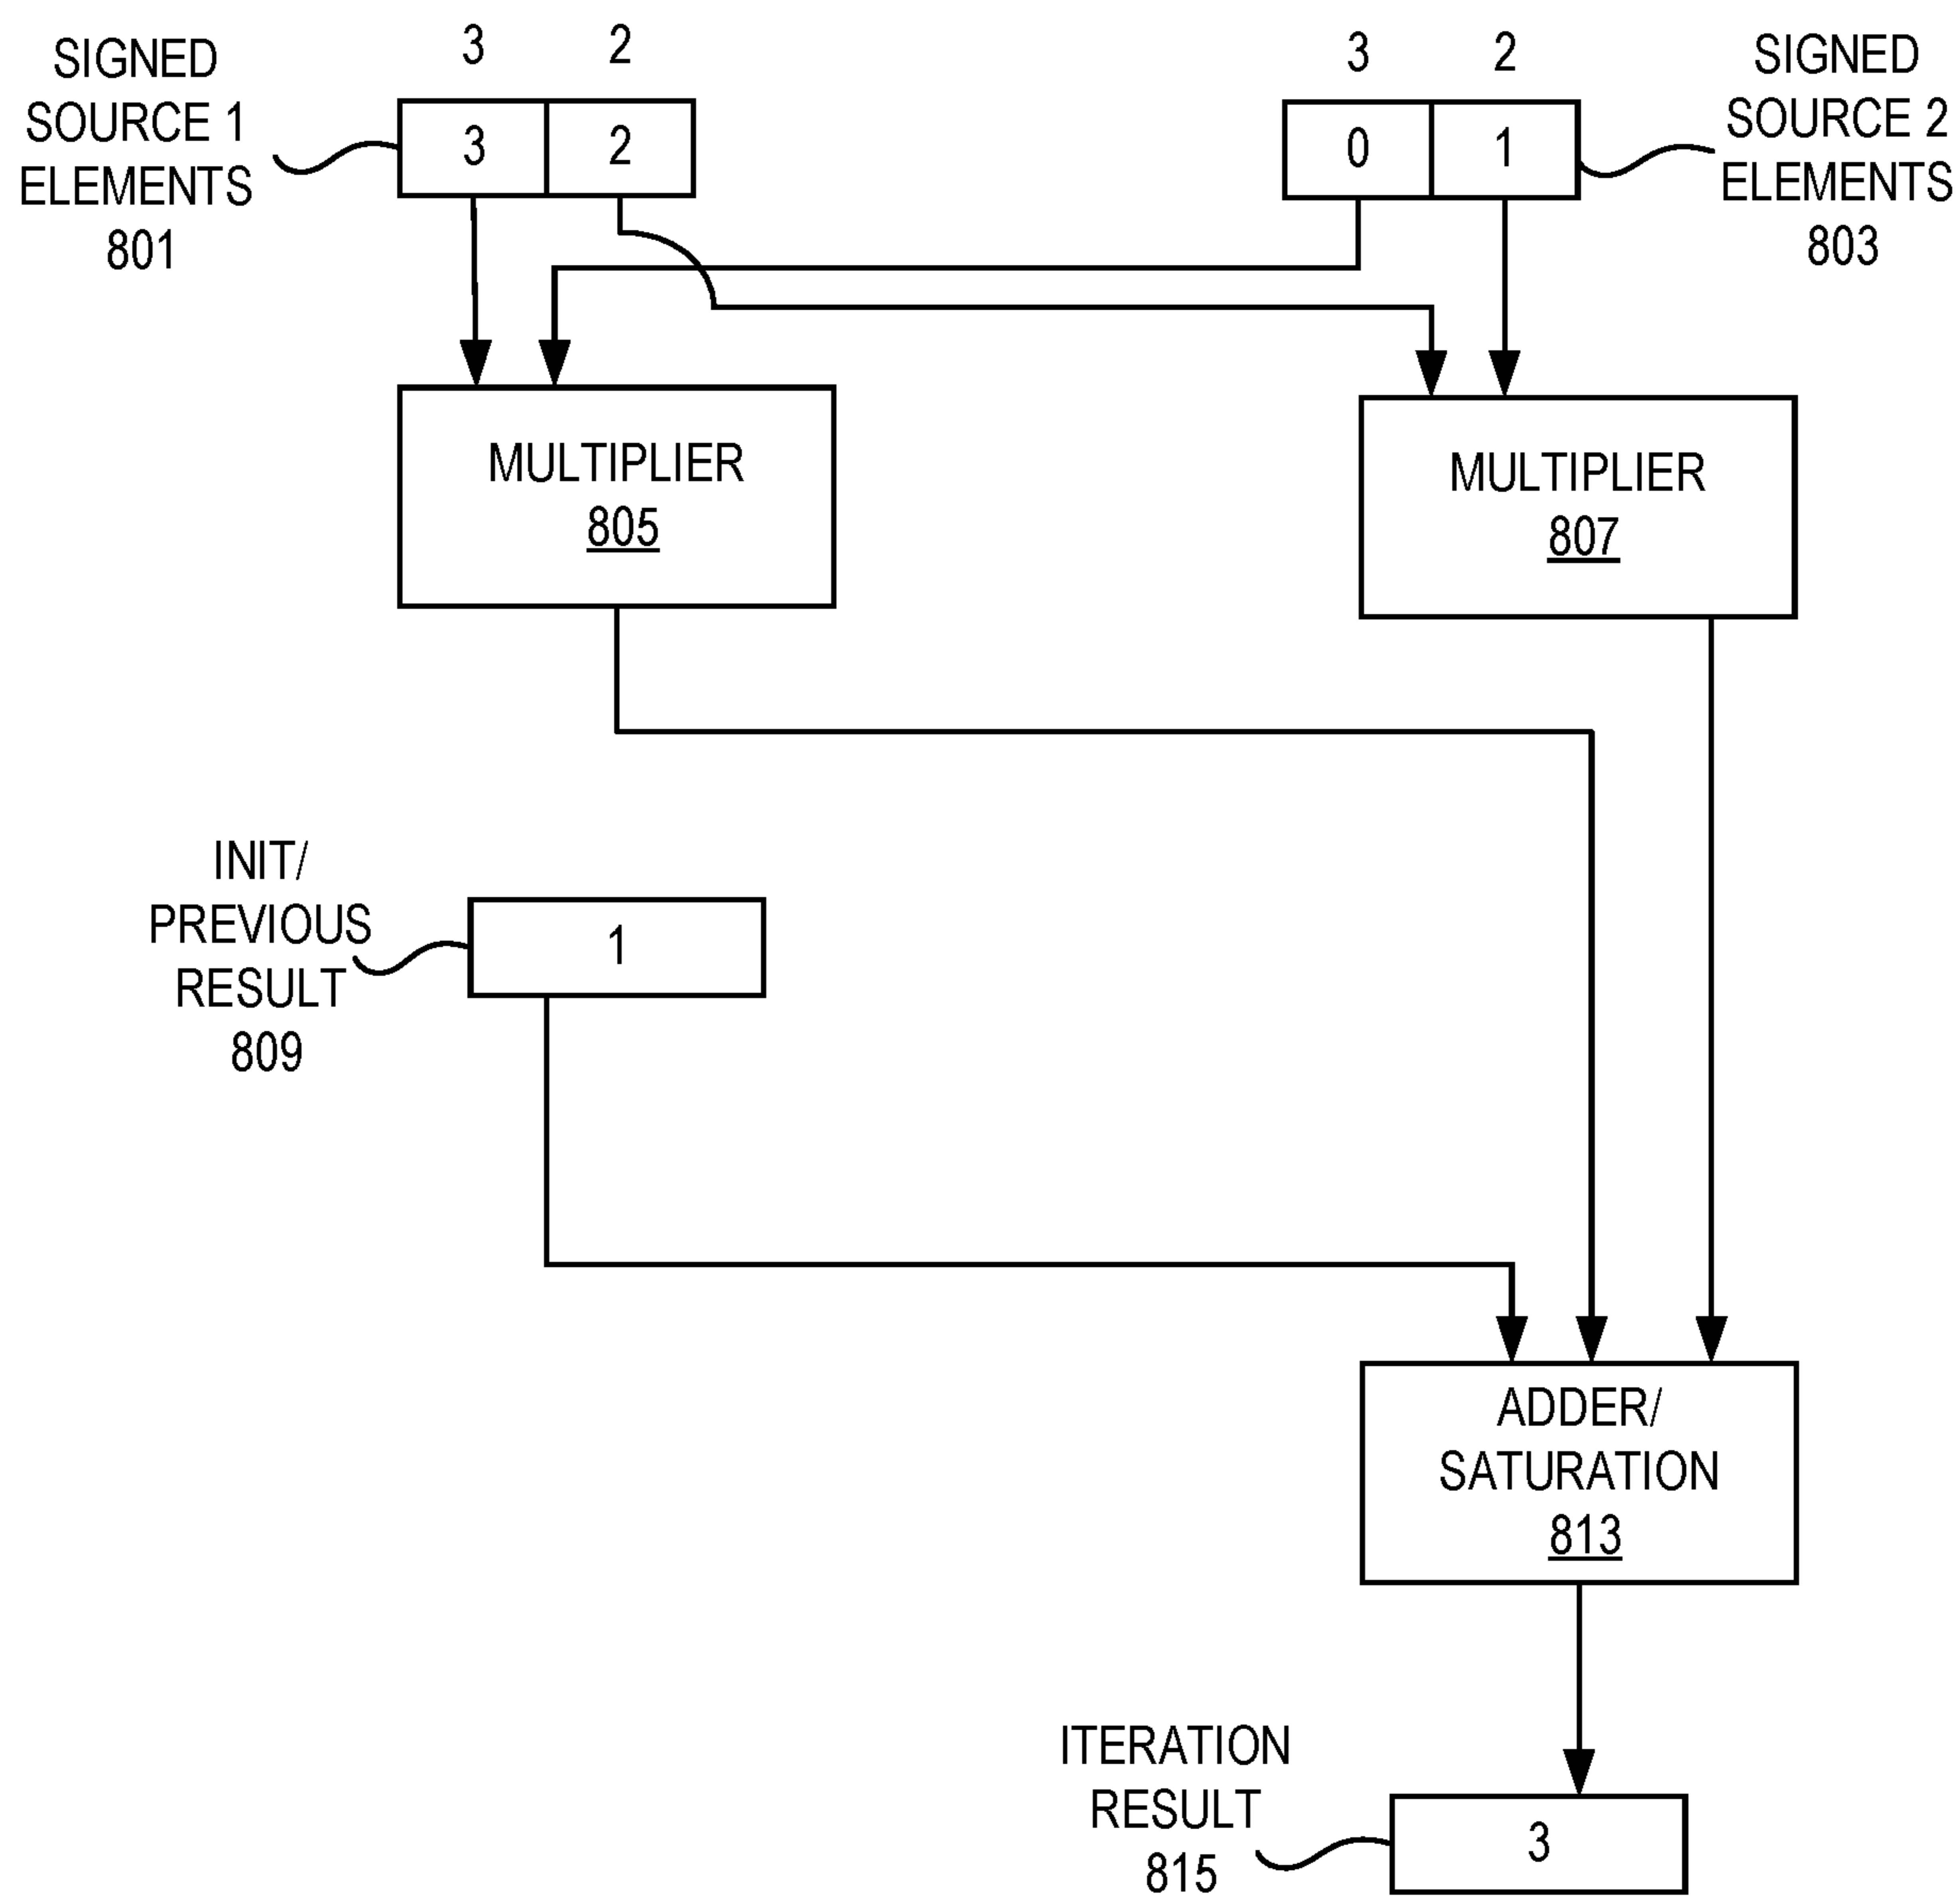 SIGNED
SOURCE 1
ELEMENTS
801
3 2
3 2
3 2
0 1
SIGNED
SOURCE 2
ELEMENTS
803
MULTIPLIER
805
MULTIPLIER
807
INIT/
PREVIOUS
RESULT
809
1
ADDER/
SATURATION
813
ITERATION
RESULT
815
3